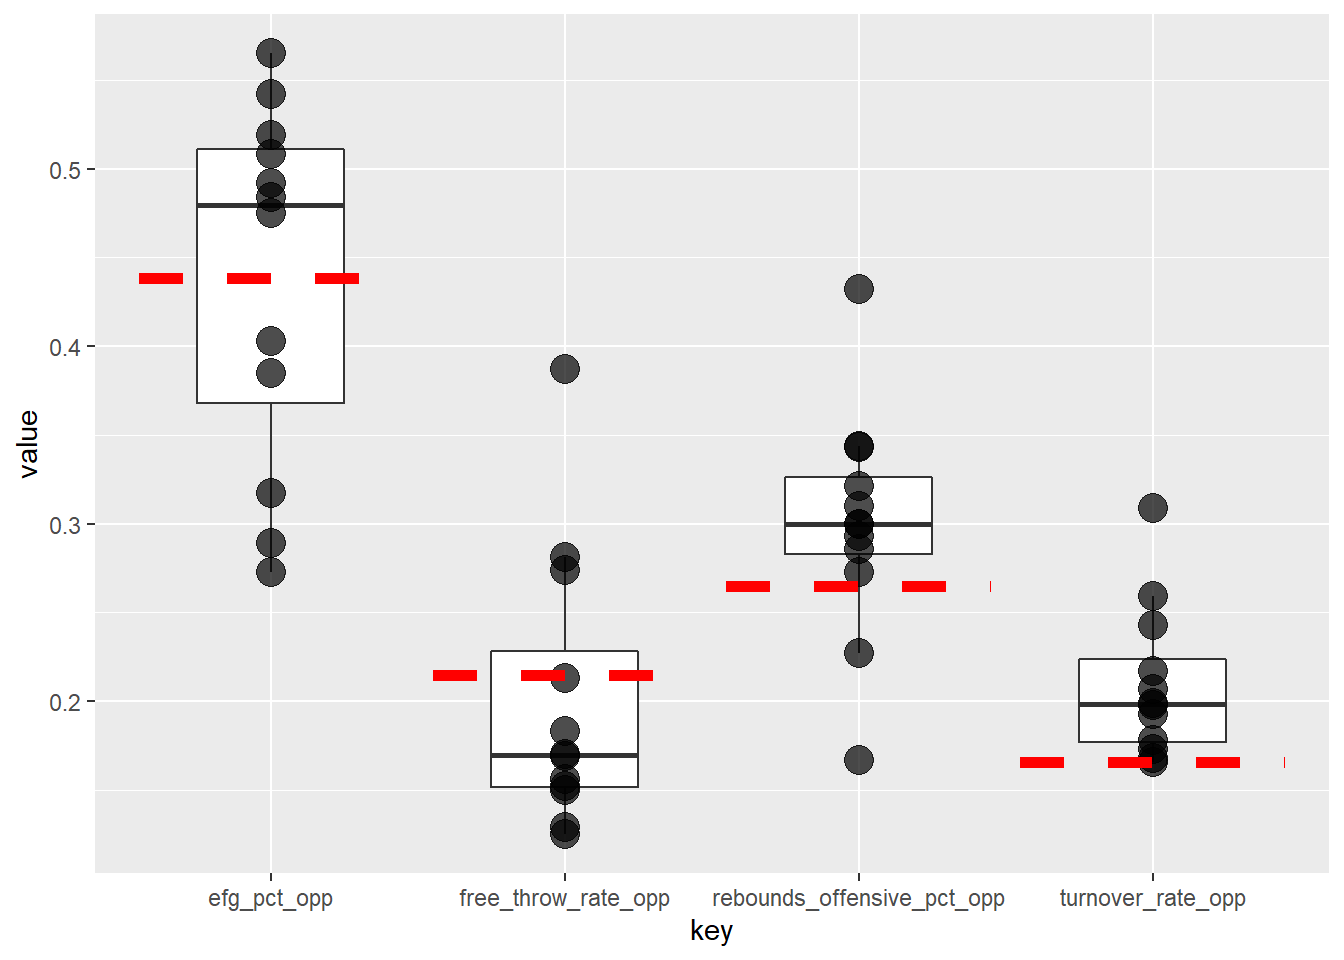 0.5
0.4
0.3
0.2
value
efg_pct_opp
free_throw_rate_opp
rebounds_offensive_pct_opp
turnover_rate_opp
key